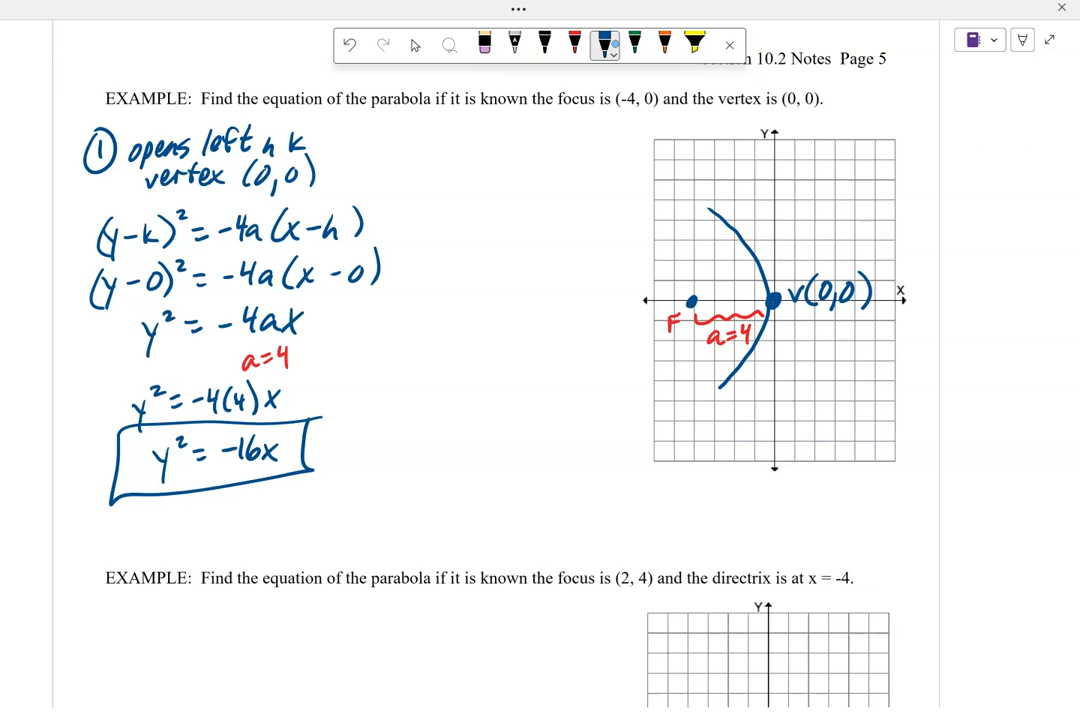 n 10.2 Notes Page 5
EXAMPLE: Find the equation of the parabola if it is known the focus is (-4, 0) and the vertex is (0, 0).
① opens left h k
vertex (0,0)
(y-k)² = -4a(x-h)
(y-0)² = -4a(x-0)
y² = -4ax
a=4
y² = -4(4)x
y² = -16x
Y
X
V(0,0)
F
a=4
EXAMPLE: Find the equation of the parabola if it is known the focus is (2, 4) and the directrix is at x = -4.
Y